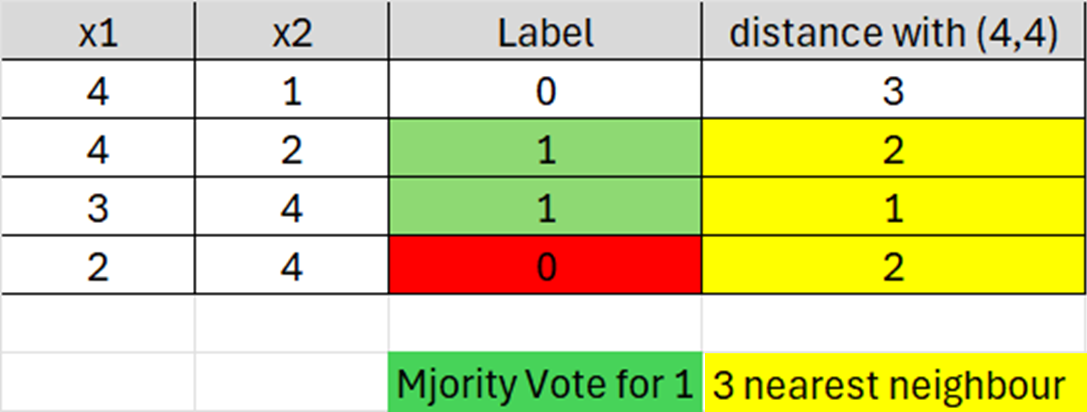 x1 x2 Label distance with (4,4)
4 1 0 3
4 2 1 2
3 4 1 1
2 4 0 2
Mjority Vote for 1 3 nearest neighbour